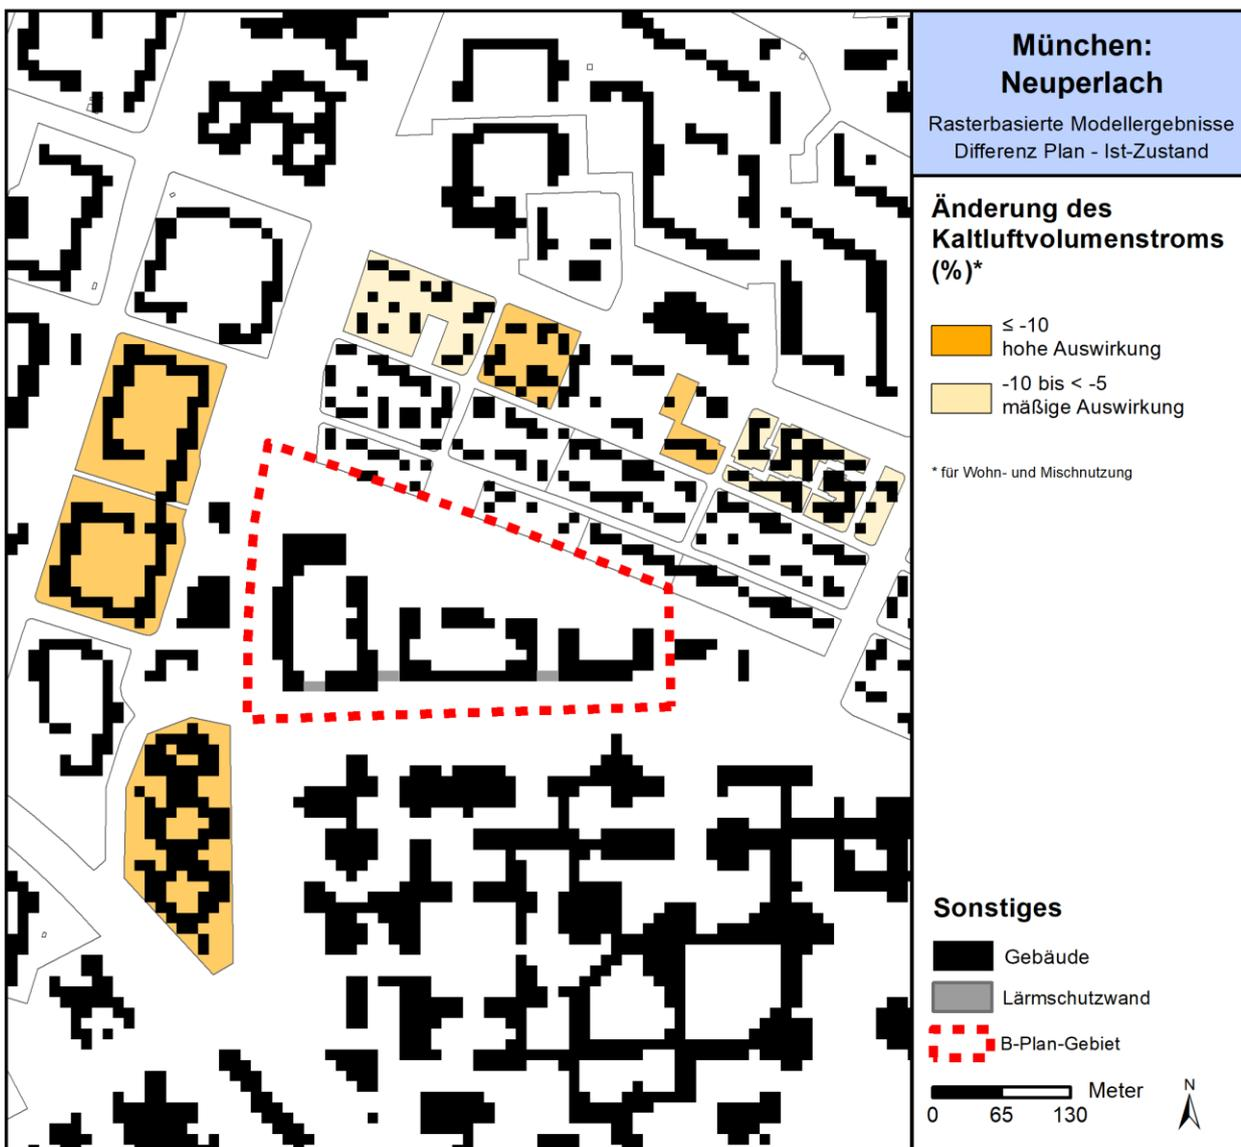 München:
Neuperlach
Rasterbasierte Modellergebnisse
Differenz Plan - Ist-Zustand
Änderung des
Kaltluftvolumenstroms
(%)*
≤ -10
hohe Auswirkung
-10 bis < -5
mäßige Auswirkung
* für Wohn- und Mischnutzung
Sonstiges
Gebäude
Lärmschutzwand
B-Plan-Gebiet
Meter
0 65 130
N